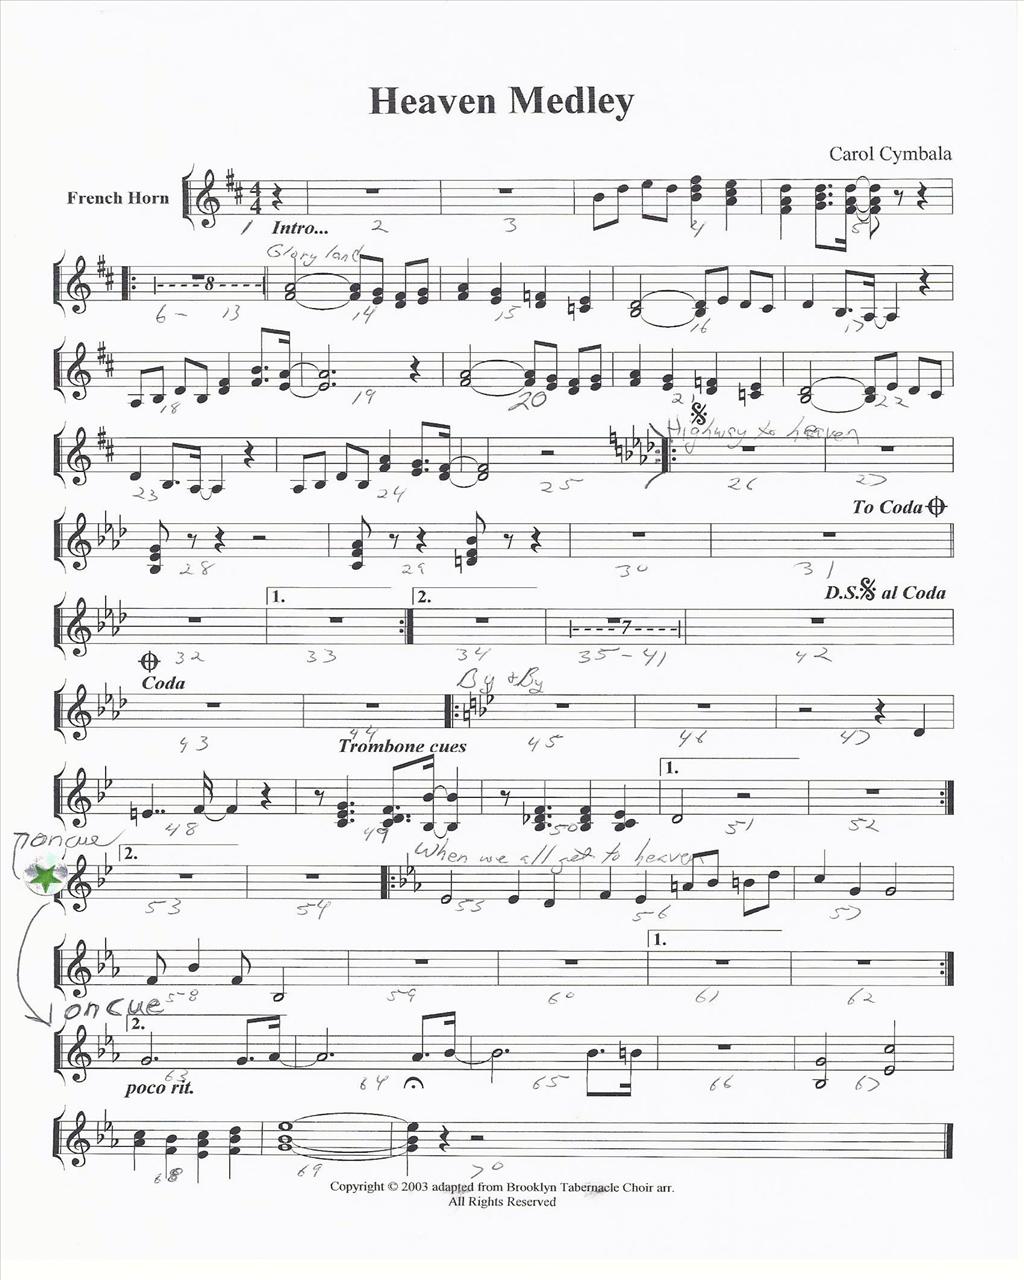 Heaven Medley
Carol Cymbala
French Horn
4 4
1 Intro... 2 3 4 5
Glory land
8
6 - 13 14 15 16 17
18 19 20 21 22
Highway to heaven
23 24 25 26 27
To Coda
28 29 30 31
D.S. al Coda
1. 2.
7
32 33 34 35 - 41 42
Coda
By & By
43 44 45 46 47
Trombone cues
1.
48 49 50 51 52
Toncue
2. When we all get to heaven
53 54 53 56 57
1.
58 59 60 61 62
Toncue
2.
63 64 65 66 67
poco rit.
68 69 70
Copyright © 2003 adapted from Brooklyn Tabernacle Choir arr.
All Rights Reserved